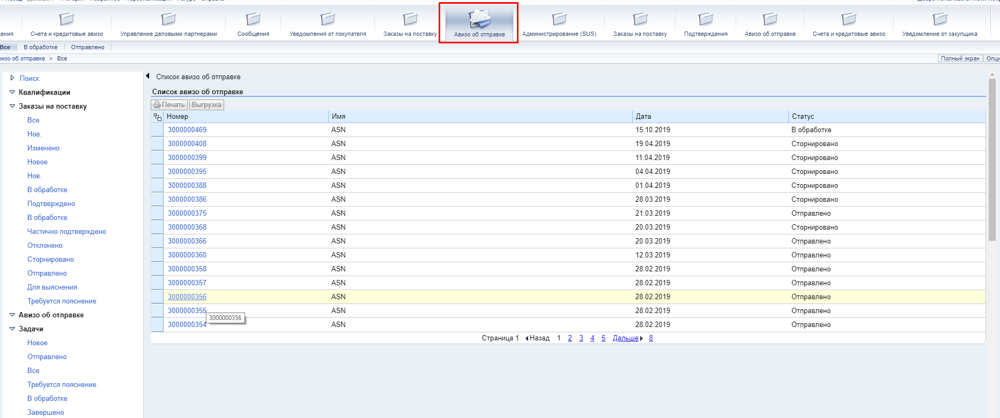 Счета и кредитовые авизо
Управление деловыми партнерами
Сообщения
Уведомления от покупателя
Заказы на поставку
Авизо об отправке
Администрирование (SUS)
Заказы на поставку
Подтверждения
Авизо об отправке
Счета и кредитовые авизо
Уведомление от закупщика
Все
В обработке
Отправлено
изо об отправке > Все
Полный экран
Опци
Поиск
Квалификации
Заказы на поставку
Все
Нов.
Изменено
Новое
Нов.
В обработке
Подтверждено
В обработке
Частично подтверждено
Отклонено
Сторнировано
Отправлено
Для выяснения
Требуется пояснение
Авизо об отправке
Задачи
Новое
Отправлено
Все
Требуется пояснение
В обработке
Завершено
Список авизо об отправке
Список авизо об отправке
Печать Выгрузка
Номер Имя Дата Статус
3000000469 ASN 15.10.2019 В обработке
3000000408 ASN 19.04.2019 Сторнировано
3000000399 ASN 11.04.2019 Сторнировано
3000000395 ASN 04.04.2019 Сторнировано
3000000388 ASN 01.04.2019 Сторнировано
3000000386 ASN 28.03.2019 Сторнировано
3000000375 ASN 21.03.2019 Отправлено
3000000368 ASN 20.03.2019 Сторнировано
3000000366 ASN 20.03.2019 Отправлено
3000000360 ASN 12.03.2019 Отправлено
3000000358 ASN 28.02.2019 Отправлено
3000000357 ASN 28.02.2019 Отправлено
3000000356 ASN 28.02.2019 Отправлено
3000000355 ASN 28.02.2019 Отправлено
3000000356
3000000354 ASN 28.02.2019 Отправлено
Страница 1 Назад 1 2 3 4 5 Дальше 8